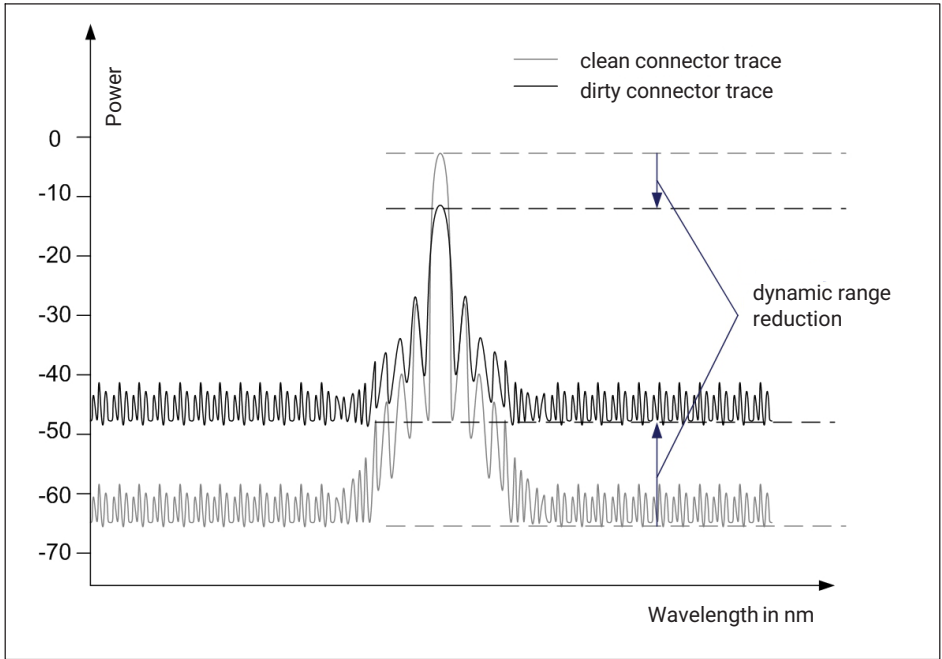 Power
clean connector trace
dirty connector trace
0
-10
-20
-30
-40
-50
-60
-70
dynamic range
reduction
Wavelength in nm